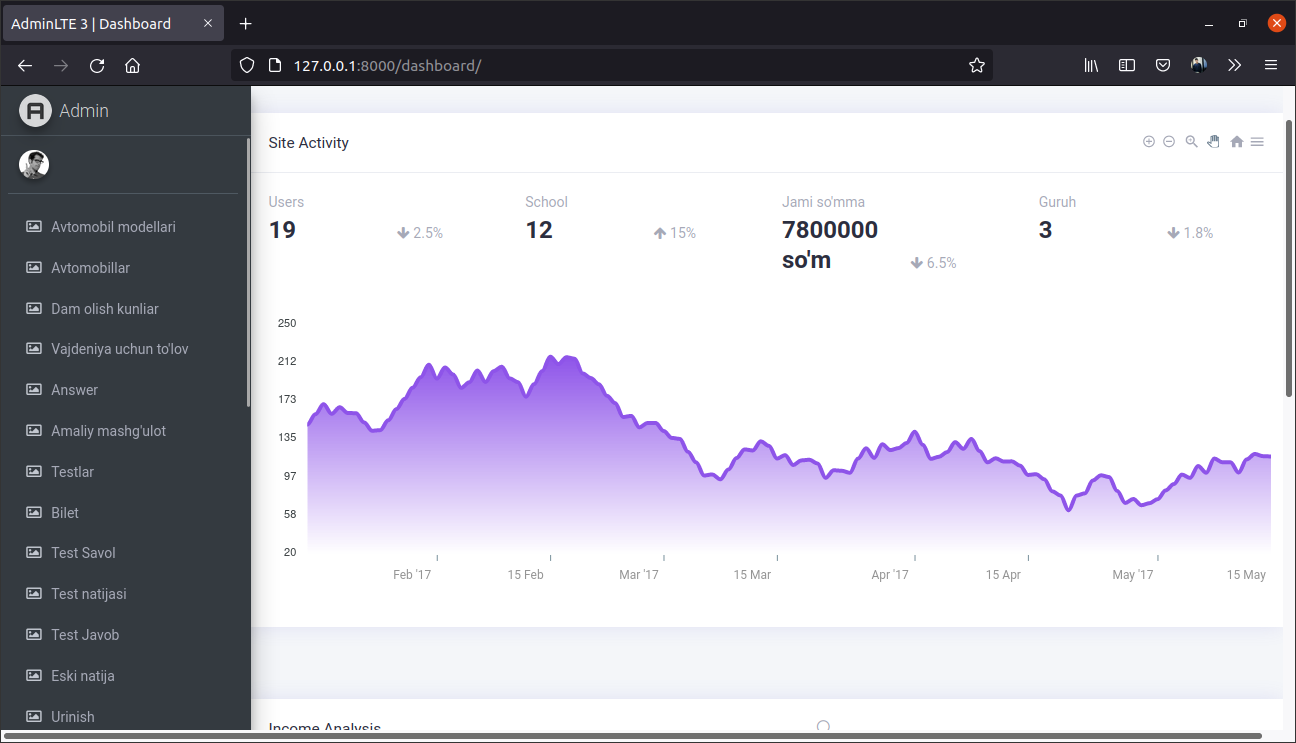 AdminLTE 3 | Dashboard
127.0.0.1:8000/dashboard/
Admin
Avtomobil modellari
Avtomobillar
Dam olish kunliar
Vajdeniya uchun to'lov
Answer
Amaliy mashg'ulot
Testlar
Bilet
Test Savol
Test natijasi
Test Javob
Eski natija
Urinish
Site Activity
Users
19
2.5%
School
12
15%
Jami so'mma
7800000
so'm
6.5%
Guruh
3
1.8%
250
212
173
135
97
58
20
Feb '17
15 Feb
Mar '17
15 Mar
Apr '17
15 Apr
May '17
15 May
Income Analysis